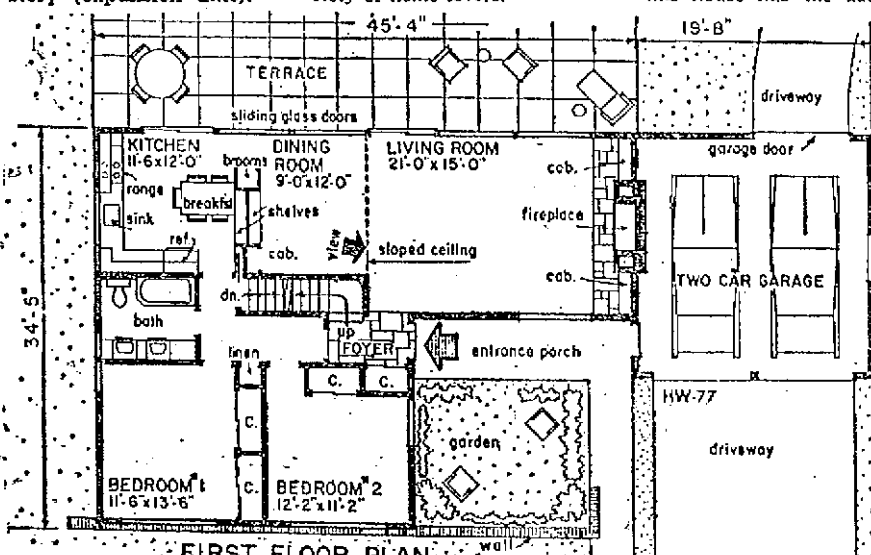 45'-4"
19'-8"
TERRACE
driveway
sliding glass doors
KITCHEN
11'-6x12'-0"
DINING
ROOM
9'-0"x12'-0"
LIVING ROOM
21'-0"x15'-0"
garage door
brooms
cab.
range
breakfst
shelves
fireplace
sink
ref.
view
cab.
sloped ceiling
cab.
TWO CAR GARAGE
34'-5"
dn.
bath
up
FOYER
entrance porch
linen
C.
C.
HW-77
C.
garden
driveway
BEDROOM #1
11'-6"x13'-6"
C.
BEDROOM #2
12'-2"x11'-2"
FIRST FLOOR PLAN